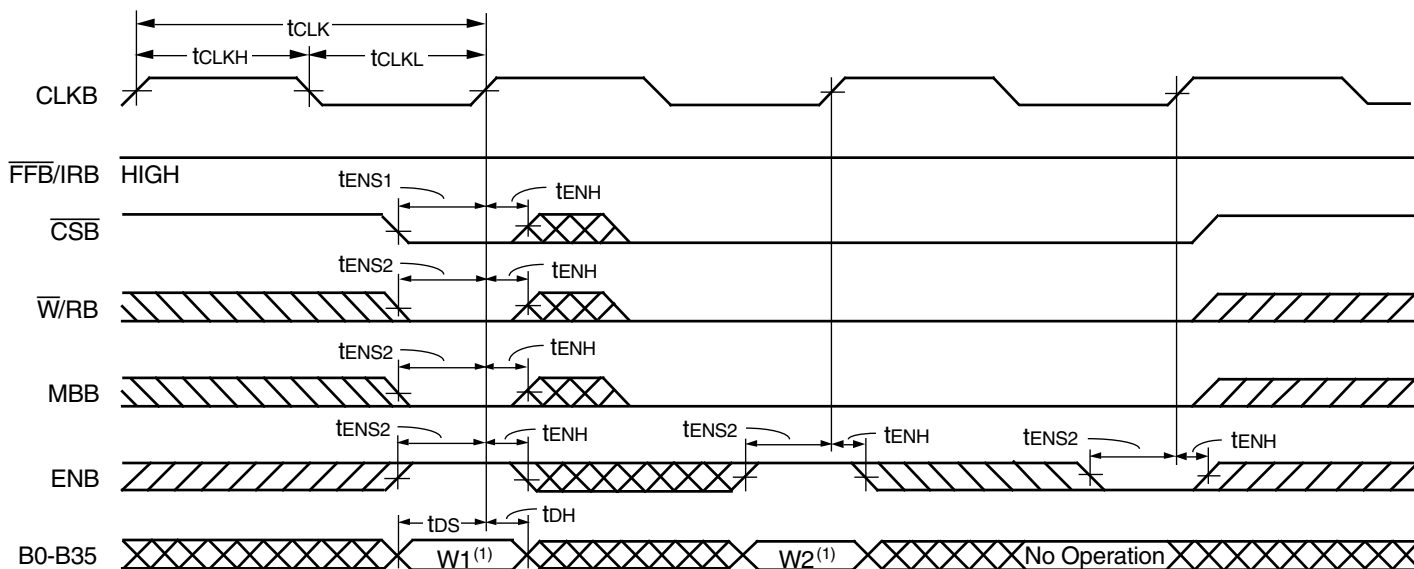 tCLK
tCLKH tCLKL
CLKB
FFB/IRB HIGH
tENS1 tENH
CSB
tENS2 tENH
W/RB
tENS2 tENH
MBB
tENS2 tENH tENS2 tENH tENS2 tENH
ENB
tDS tDH
B0-B35 W1(1) W2(1) No Operation